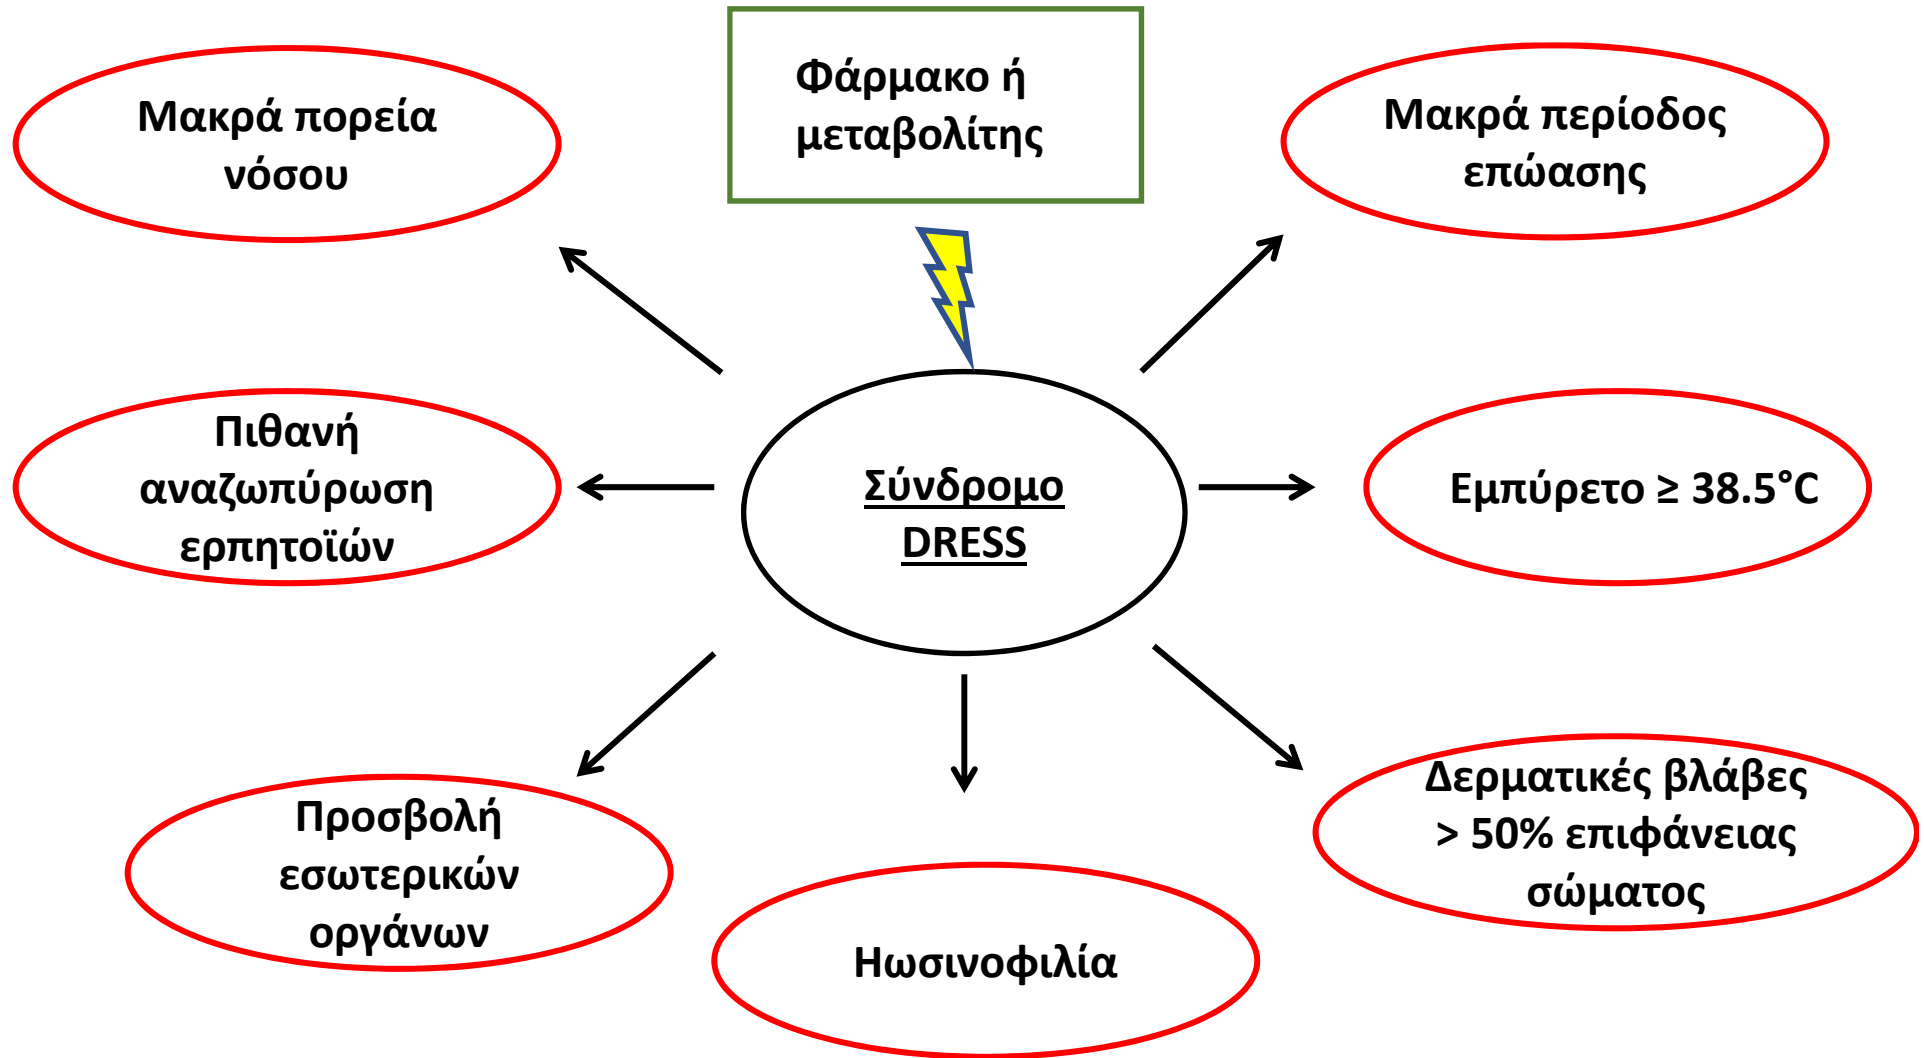 Φάρμακο ή
μεταβολίτης
Μακρά πορεία
νόσου
Μακρά περίοδος
επώασης
Πιθανή
αναζωπύρωση
ερπητοϊών
Σύνδρομο
DRESS
Εμπύρετο ≥ 38.5°C
Προσβολή
εσωτερικών
οργάνων
Ηωσινοφιλία
Δερματικές βλάβες
> 50% επιφάνειας
σώματος